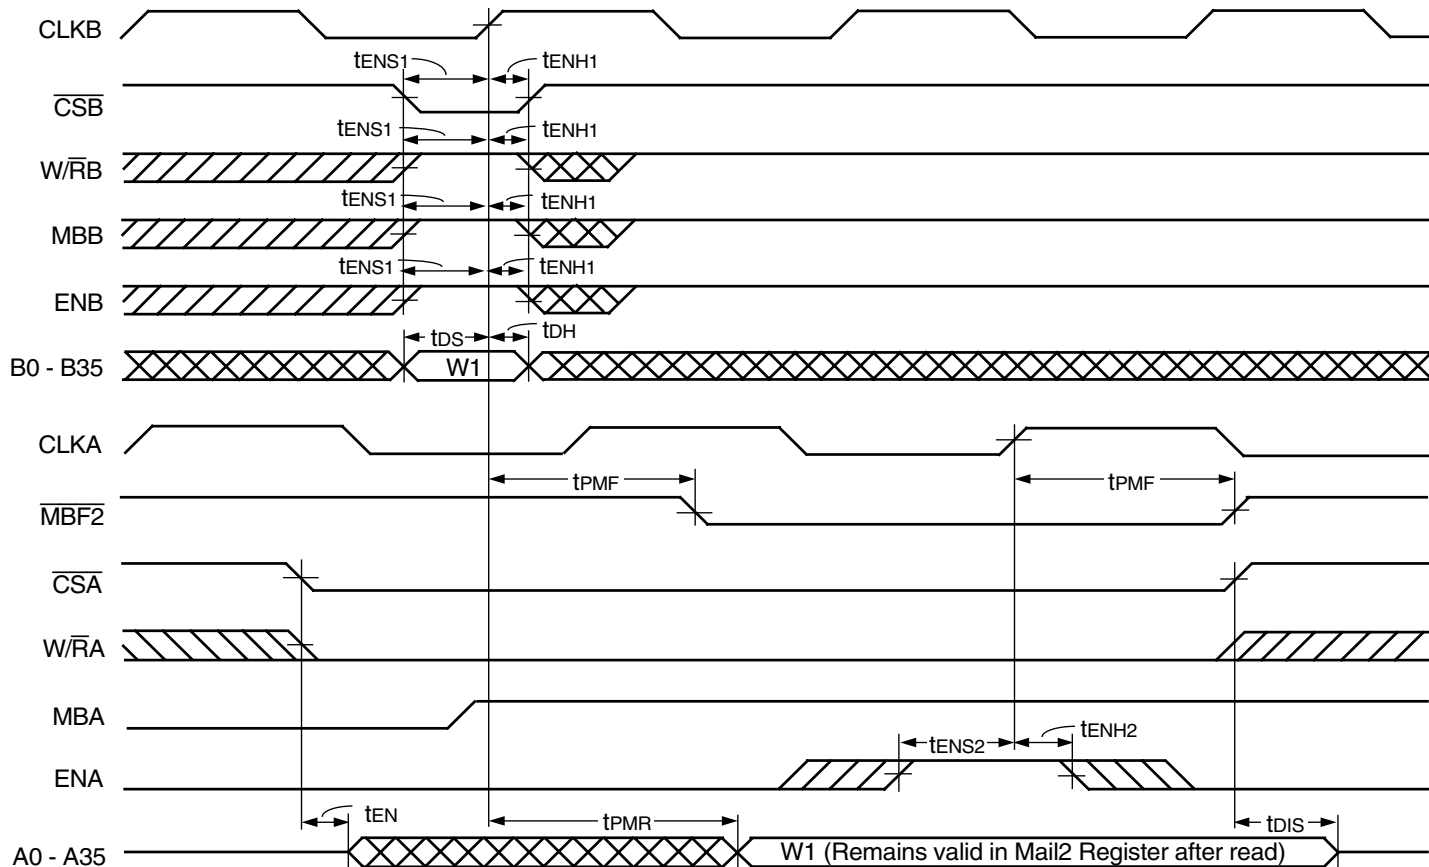 CLKB
tENS1 tENH1
CSB
tENS1 tENH1
W/RB
tENS1 tENH1
MBB
tENS1 tENH1
ENB
tDS tDH
B0 - B35 W1
CLKA
tPMF tPMF
MBF2
CSA
W/RA
MBA
tENS2 tENH2
ENA
tEN tPMR tDIS
A0 - A35 W1 (Remains valid in Mail2 Register after read)